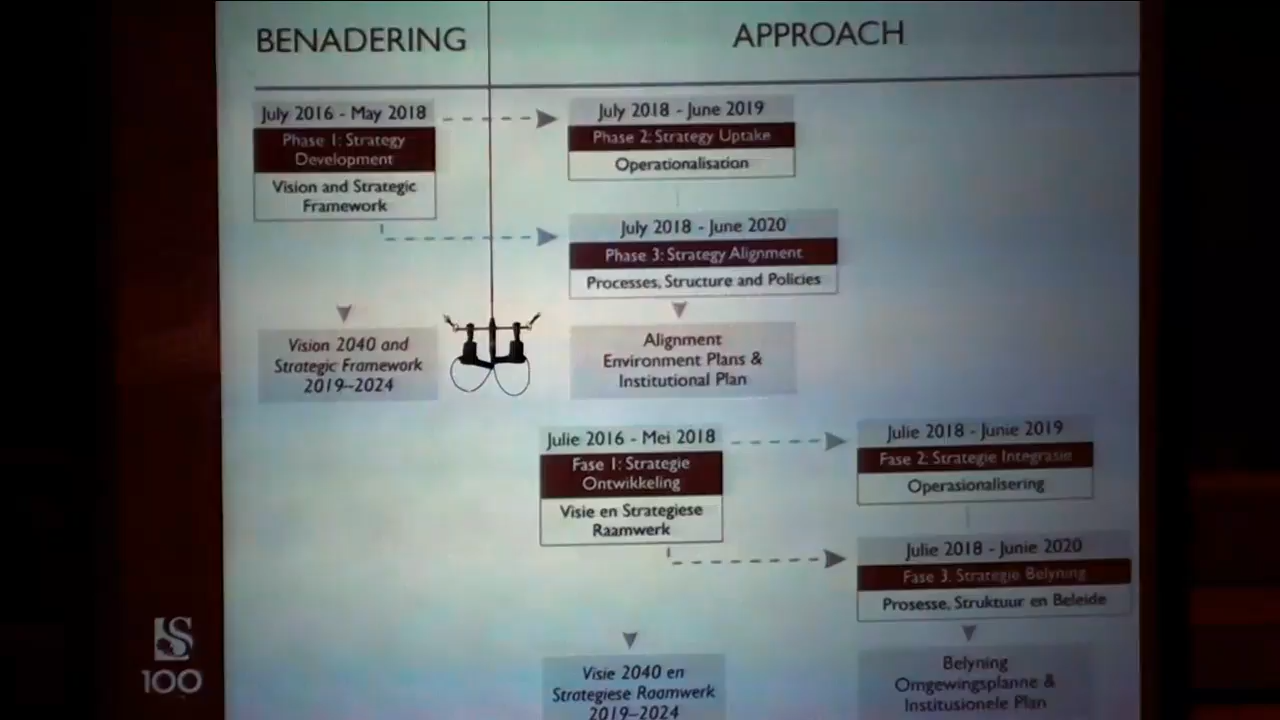 BENADERING
APPROACH
July 2016 - May 2018
Phase 1: Strategy
Development
Vision and Strategic
Framework
July 2018 - June 2019
Phase 2: Strategy Uptake
Operationalisation
July 2018 - June 2020
Phase 3: Strategy Alignment
Processes, Structure and Policies
Vision 2040 and
Strategic Framework
2019–2024
Alignment
Environment Plans &
Institutional Plan
Julie 2016 - Mei 2018
Fase 1: Strategie
Ontwikkeling
Visie en Strategiese
Raamwerk
Julie 2018 - Junie 2019
Fase 2: Strategie Integrasie
Operasionalisering
Julie 2018 - Junie 2020
Fase 3. Strategie Belyning
Prosesse, Struktuur en Beleide
Visie 2040 en
Strategiese Raamwerk
2019–2024
Belyning
Omgewingsplanne &
Institusionele Plan
S
100